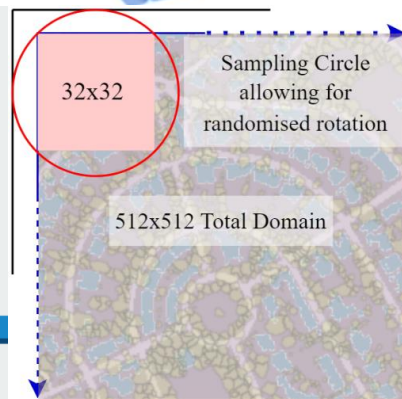 32x32
Sampling Circle
allowing for
randomised rotation
512x512 Total Domain